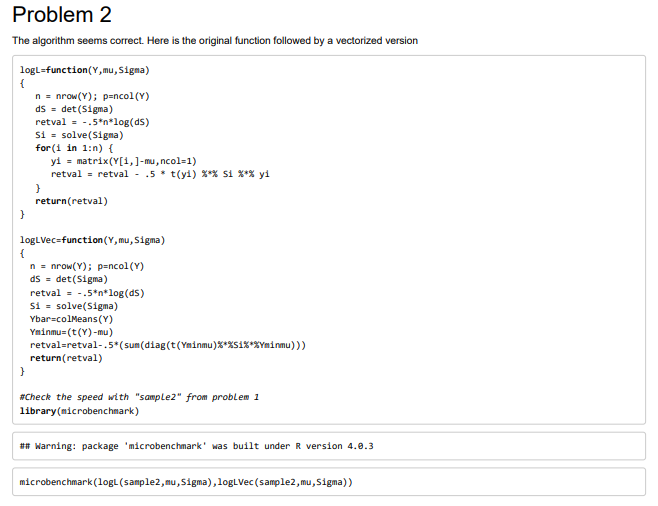 Problem 2
The algorithm seems correct. Here is the original function followed by a vectorized version
logL=function(Y,mu,Sigma)
{
   n = nrow(Y); p=ncol(Y)
   dS = det(Sigma)
   retval = -.5*n*log(dS)
   Si = solve(Sigma)
   for(i in 1:n) {
      yi = matrix(Y[i,]-mu,ncol=1)
      retval = retval - .5 * t(yi) %*% Si %*% yi
   }
   return(retval)
}
logLVec=function(Y,mu,Sigma)
{
  n = nrow(Y); p=ncol(Y)
  dS = det(Sigma)
  retval = -.5*n*log(dS)
  Si = solve(Sigma)
  Ybar=colMeans(Y)
  Yminmu=(t(Y)-mu)
  retval=retval-.5*(sum(diag(t(Yminmu)%*%Si%*%Yminmu)))
  return(retval)
}
#Check the speed with "sample2" from problem 1
library(microbenchmark)
## Warning: package 'microbenchmark' was built under R version 4.0.3
microbenchmark(logL(sample2,mu,Sigma),logLVec(sample2,mu,Sigma))